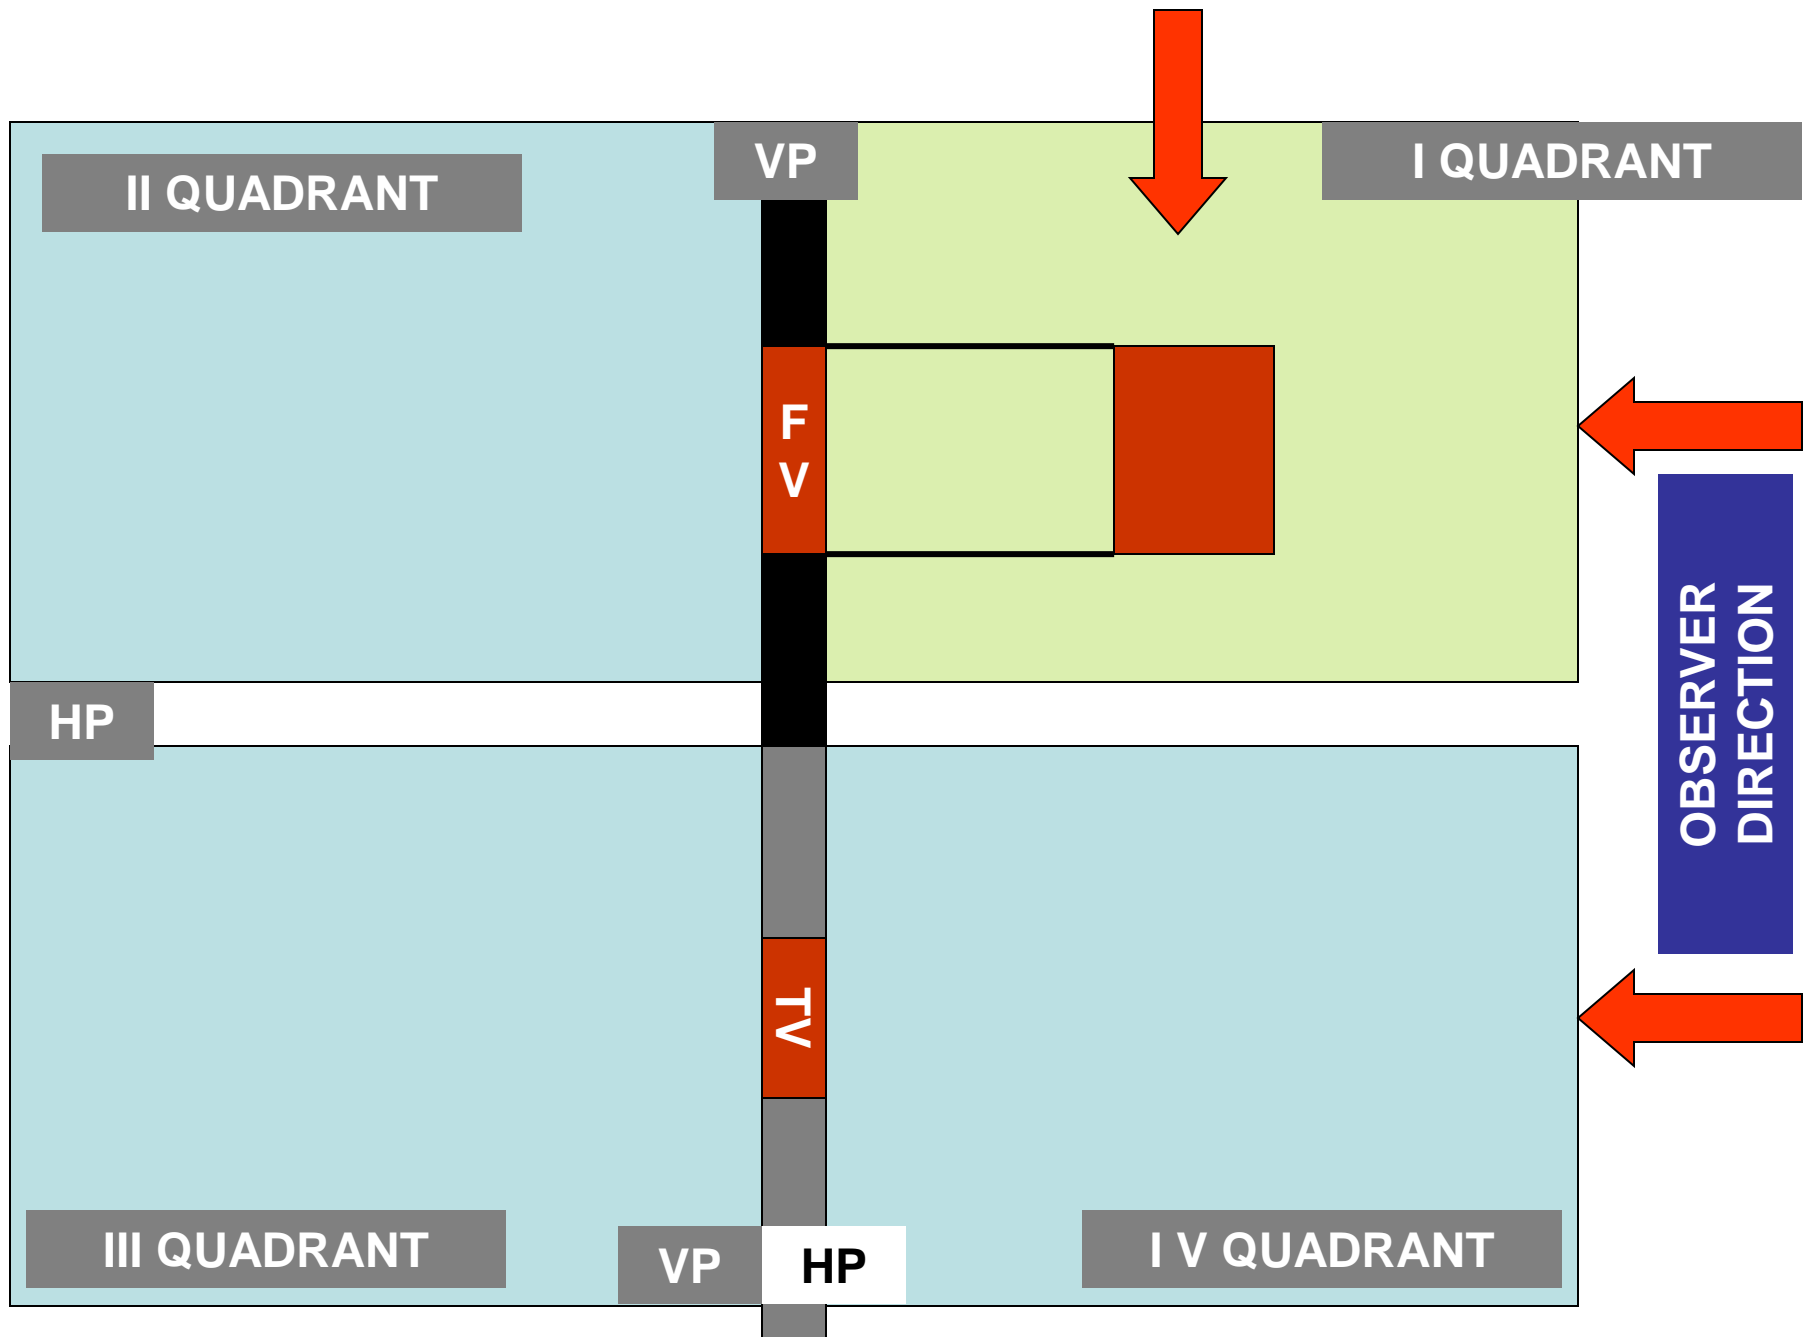 VP
I QUADRANT
II QUADRANT
F
V
OBSERVER
DIRECTION
HP
TV
III QUADRANT
VP
HP
I V QUADRANT